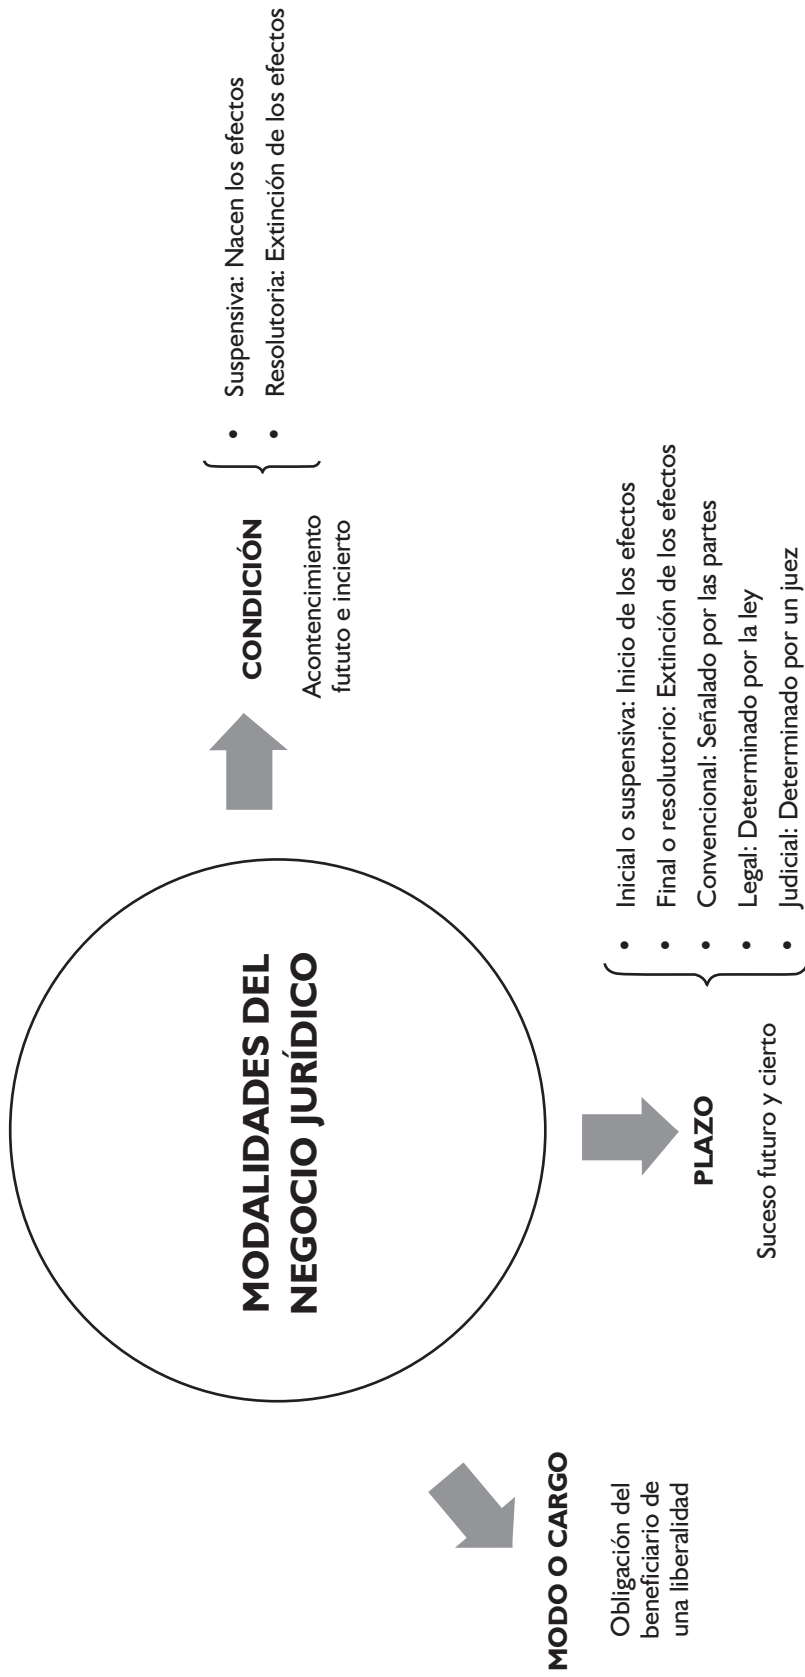 MODALIDADES DEL
NEGOCIO JURÍDICO
CONDICIÓN
Acontencimiento
fututo e incierto
• Suspensiva: Nacen los efectos
• Resolutoria: Extinción de los efectos
PLAZO
Suceso futuro y cierto
• Inicial o suspensiva: Inicio de los efectos
• Final o resolutorio: Extinción de los efectos
• Convencional: Señalado por las partes
• Legal: Determinado por la ley
• Judicial: Determinado por un juez
MODO O CARGO
Obligación del
beneficiario de
una liberalidad